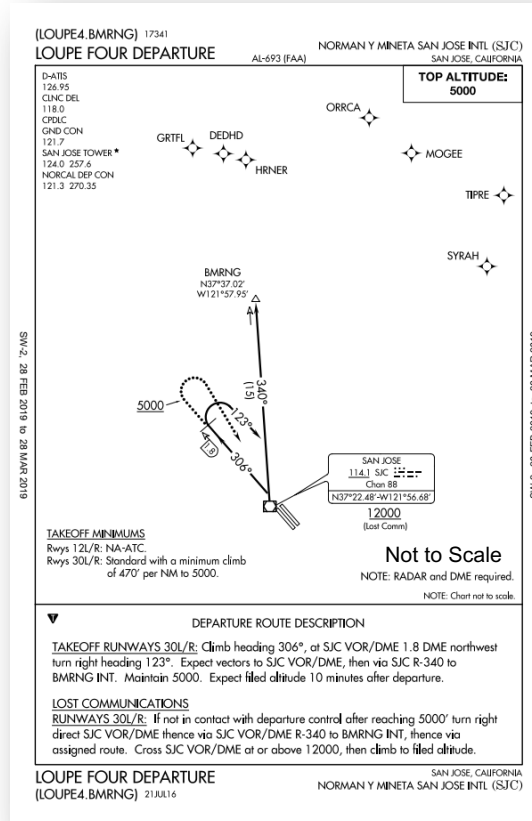 (LOUPE4.BMRNG) 17341
LOUPE FOUR DEPARTURE
AL-693 (FAA)
NORMAN Y MINETA SAN JOSE INTL (SJC)
SAN JOSE, CALIFORNIA
D-ATIS
126.95
CLNC DEL
118.0
CPDLC
GND CON
121.7
SAN JOSE TOWER★
124.0 257.6
NORCAL DEP CON
121.3 270.35
TOP ALTITUDE:
5000
ORRCA
GRTFL
DEDHD
HRNER
MOGEE
TIPRE
SYRAH
BMRNG
N37°37.02'
W121°57.95'
340°
(15)
5000
123°
1.8
306°
SAN JOSE
114.1 SJC
Chan 88
N37°22.48'-W121°56.68'
12000
(Lost Comm)
TAKEOFF MINIMUMS
Rwys 12L/R: NA-ATC.
Rwys 30L/R: Standard with a minimum climb
of 470' per NM to 5000.
Not to Scale
NOTE: RADAR and DME required.
NOTE: Chart not to scale.
SW-2, 28 FEB 2019 to 28 MAR 2019
T
DEPARTURE ROUTE DESCRIPTION
TAKEOFF RUNWAYS 30L/R: Climb heading 306°, at SJC VOR/DME 1.8 DME northwest
turn right heading 123°. Expect vectors to SJC VOR/DME, then via SJC R-340 to
BMRNG INT. Maintain 5000. Expect filed altitude 10 minutes after departure.
LOST COMMUNICATIONS
RUNWAYS 30L/R: If not in contact with departure control after reaching 5000' turn right
direct SJC VOR/DME thence via SJC VOR/DME R-340 to BMRNG INT, thence via
assigned route. Cross SJC VOR/DME at or above 12000, then climb to filed altitude.
LOUPE FOUR DEPARTURE
(LOUPE4.BMRNG) 21JUL16
SAN JOSE, CALIFORNIA
NORMAN Y MINETA SAN JOSE INTL (SJC)